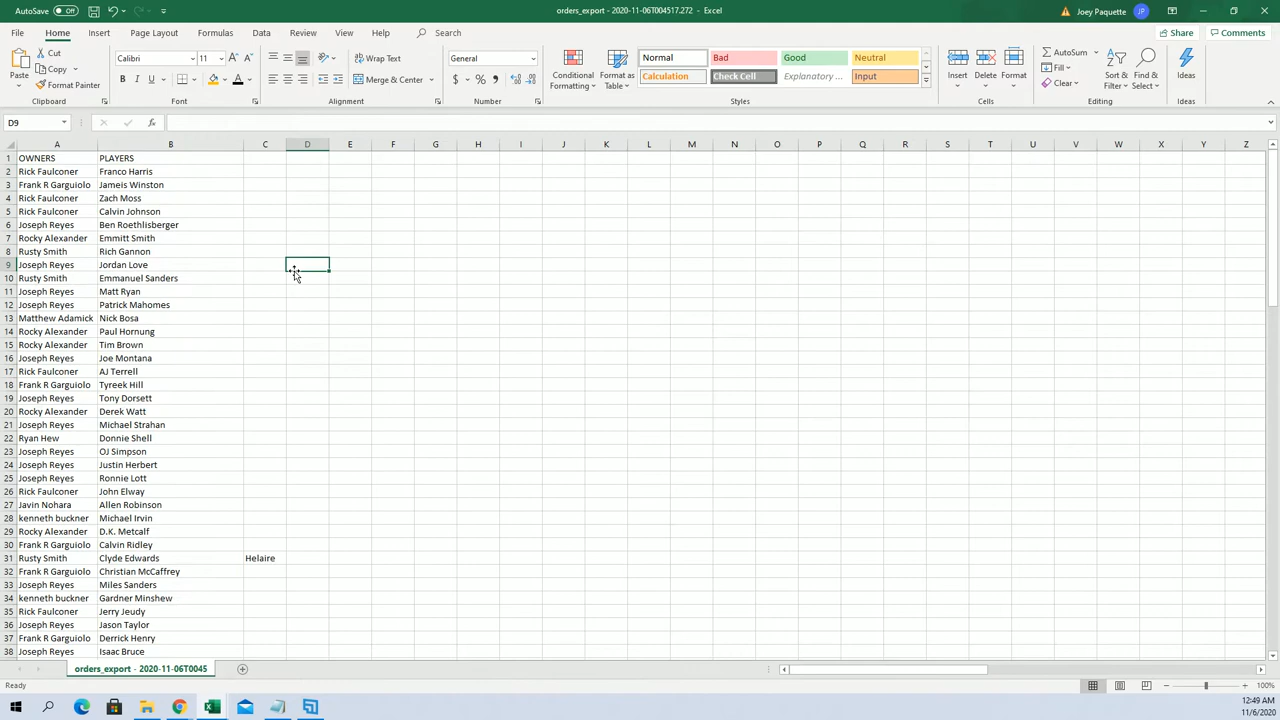 AutoSave Off orders_export - 2020-11-06T004517.172 - Excel Joey Paquette JP
File Home Insert Page Layout Formulas Data Review View Help Search Share Comments
Paste Cut Copy Format Painter Clipboard
Calibri 11 B I U Font
Wrap Text Merge & Center Alignment
General $ % Number
Conditional Formatting Format as Table Normal Bad Good Neutral Calculation Check Cell Explanatory ... Input Styles
Insert Delete Format Cells
AutoSum Fill Clear Sort & Filter Find & Select Editing
Ideas Ideas
D9 fx
A B C D E F G H I J K L M N O P Q R S T U V W X Y Z
1 OWNERS PLAYERS
2 Rick Faulconer Franco Harris
3 Frank R Garguiolo Jameis Winston
4 Rick Faulconer Zach Moss
5 Rick Faulconer Calvin Johnson
6 Joseph Reyes Ben Roethlisberger
7 Rocky Alexander Emmitt Smith
8 Rusty Smith Rich Gannon
9 Joseph Reyes Jordan Love
10 Rusty Smith Emmanuel Sanders
11 Joseph Reyes Matt Ryan
12 Joseph Reyes Patrick Mahomes
13 Matthew Adamick Nick Bosa
14 Rocky Alexander Paul Hornung
15 Rocky Alexander Tim Brown
16 Joseph Reyes Joe Montana
17 Rick Faulconer AJ Terrell
18 Frank R Garguiolo Tyreek Hill
19 Joseph Reyes Tony Dorsett
20 Rocky Alexander Derek Watt
21 Joseph Reyes Michael Strahan
22 Ryan Hew Donnie Shell
23 Joseph Reyes OJ Simpson
24 Joseph Reyes Justin Herbert
25 Joseph Reyes Ronnie Lott
26 Rick Faulconer John Elway
27 Javin Nohara Allen Robinson
28 kenneth buckner Michael Irvin
29 Rocky Alexander D.K. Metcalf
30 Frank R Garguiolo Calvin Ridley
31 Rusty Smith Clyde Edwards Helaire
32 Frank R Garguiolo Christian McCaffrey
33 Joseph Reyes Miles Sanders
34 kenneth buckner Gardner Minshew
35 Rick Faulconer Jerry Jeudy
36 Joseph Reyes Jason Taylor
37 Frank R Garguiolo Derrick Henry
38 Joseph Reyes Isaac Bruce
orders_export - 2020-11-06T0045
Ready 100%
12:49 AM
11/6/2020